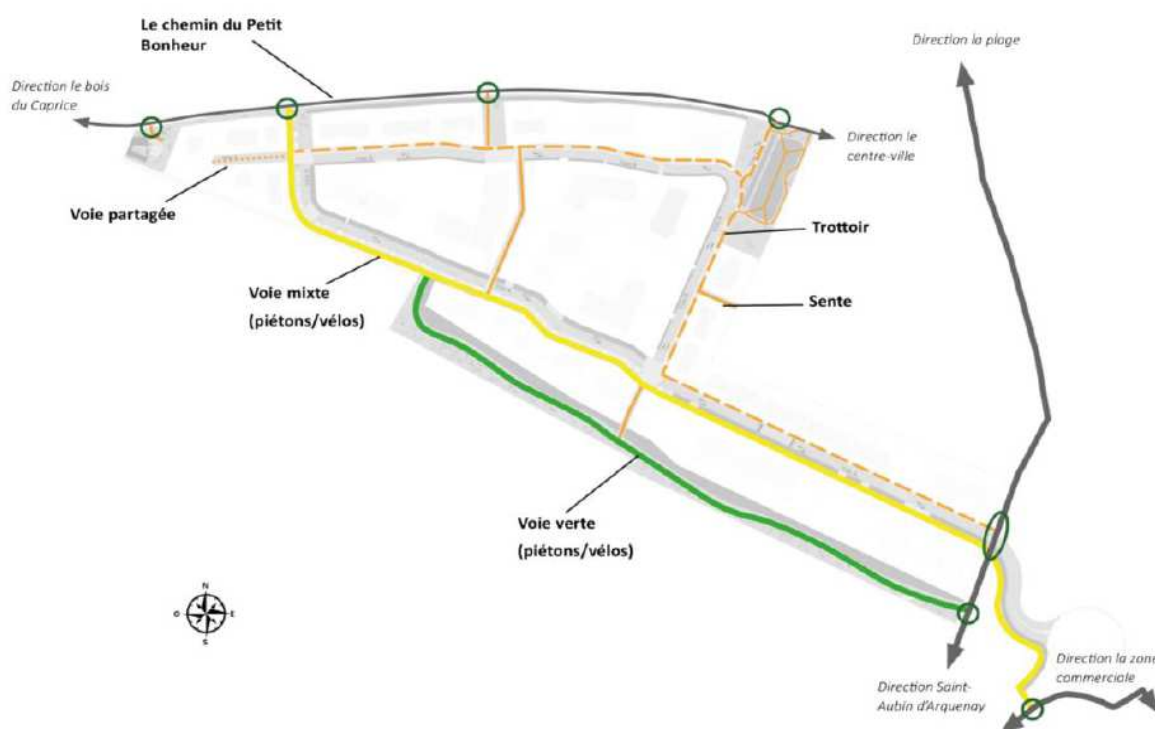 Le chemin du Petit
Bonheur
Direction la plage
Direction le bois
du Caprice
Direction le
centre-ville
Voie partagée
Trottoir
Voie mixte
(piétons/vélos)
Sente
Voie verte
(piétons/vélos)
N
O
E
S
Direction la zone
commerciale
Direction Saint-
Aubin d'Arquenay